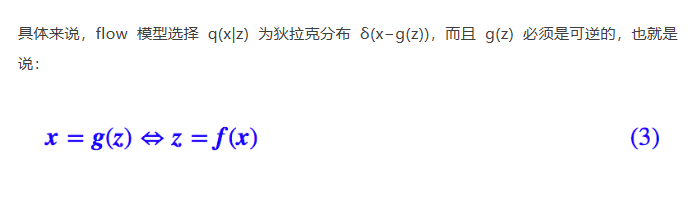 具体来说，flow 模型选择 q(x|z) 为狄拉克分布 δ(x−g(z))，而且 g(z) 必须是可逆的，也就是
说：
x = g(z) ⇔ z = f(x) (3)